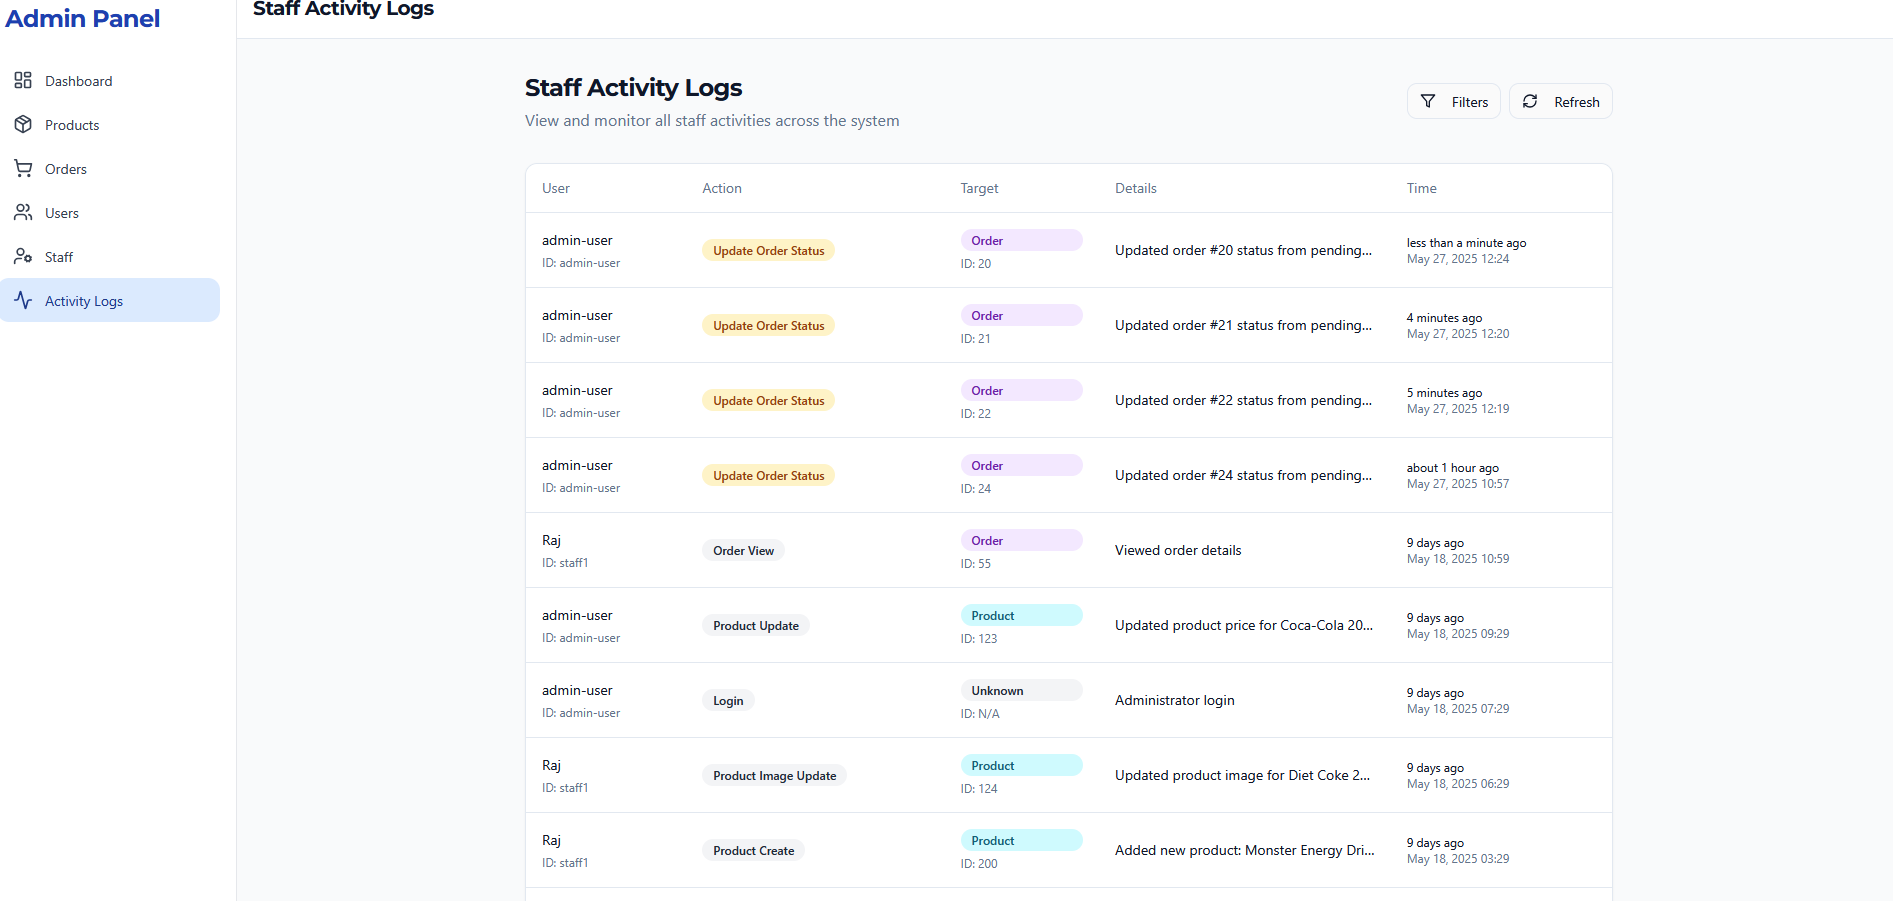 Admin Panel
Staff Activity Logs
Dashboard
Products
Orders
Users
Staff
Activity Logs
Staff Activity Logs
View and monitor all staff activities across the system
Filters
Refresh
User Action Target Details Time
admin-user
ID: admin-user
Update Order Status
Order
ID: 20
Updated order #20 status from pending...
less than a minute ago
May 27, 2025 12:24
admin-user
ID: admin-user
Update Order Status
Order
ID: 21
Updated order #21 status from pending...
4 minutes ago
May 27, 2025 12:20
admin-user
ID: admin-user
Update Order Status
Order
ID: 22
Updated order #22 status from pending...
5 minutes ago
May 27, 2025 12:19
admin-user
ID: admin-user
Update Order Status
Order
ID: 24
Updated order #24 status from pending...
about 1 hour ago
May 27, 2025 10:57
Raj
ID: staff1
Order View
Order
ID: 55
Viewed order details
9 days ago
May 18, 2025 10:59
admin-user
ID: admin-user
Product Update
Product
ID: 123
Updated product price for Coca-Cola 20...
9 days ago
May 18, 2025 09:29
admin-user
ID: admin-user
Login
Unknown
ID: N/A
Administrator login
9 days ago
May 18, 2025 07:29
Raj
ID: staff1
Product Image Update
Product
ID: 124
Updated product image for Diet Coke 2...
9 days ago
May 18, 2025 06:29
Raj
ID: staff1
Product Create
Product
ID: 200
Added new product: Monster Energy Dri...
9 days ago
May 18, 2025 03:29